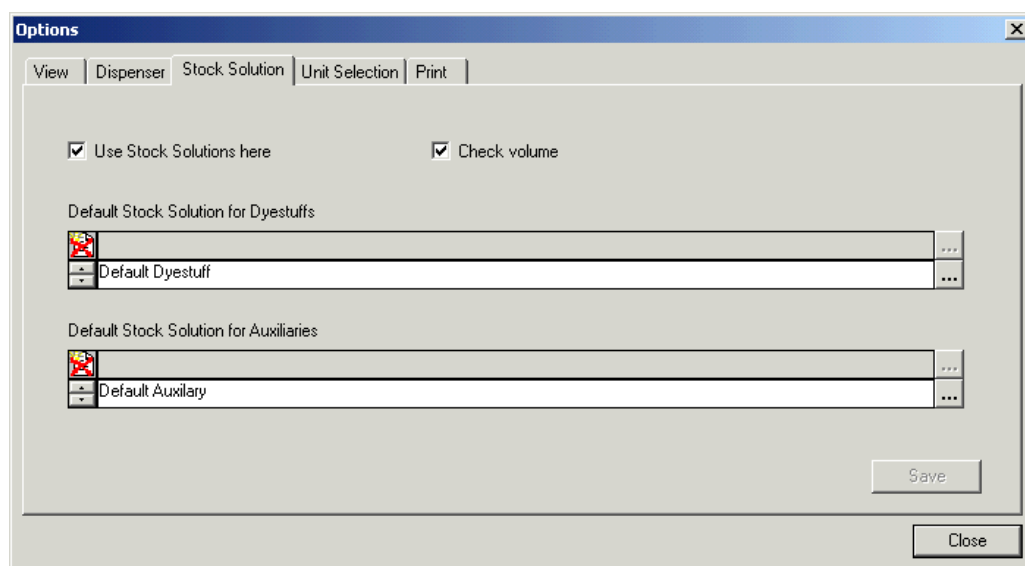 Options
View Dispenser Stock Solution Unit Selection Print
Use Stock Solutions here Check volume
Default Stock Solution for Dyestuffs
...
Default Dyestuff ...
Default Stock Solution for Auxiliaries
...
Default Auxilary ...
Save
Close